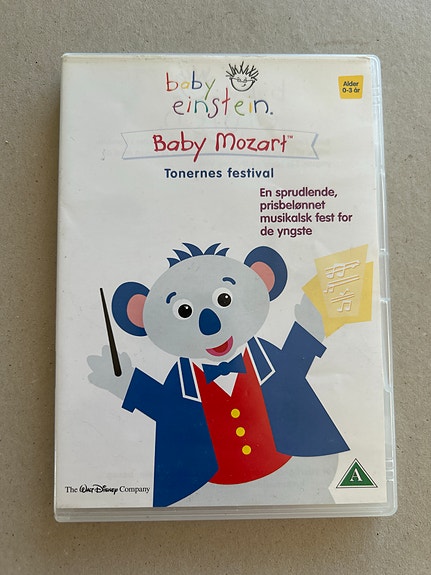 baby
einstein.
Alder
0-3 år
Baby Mozart™
Tonernes festival
En sprudlende,
prisbelønnet
musikalsk fest for
de yngste
The Walt Disney Company
A